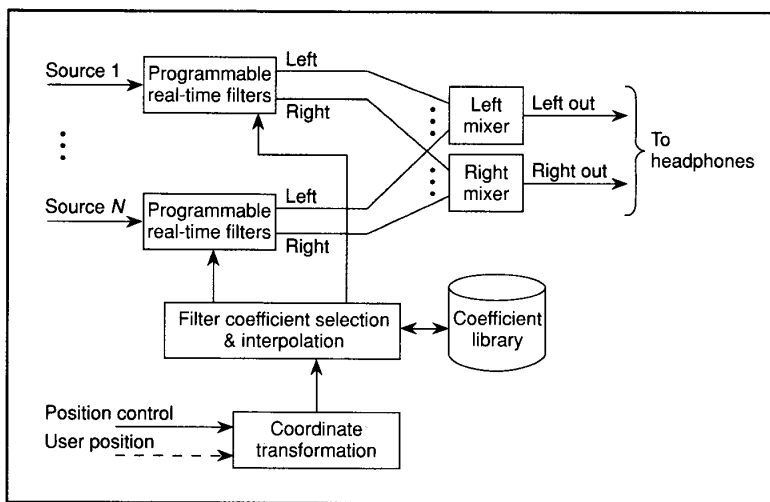 Source 1
Programmable
real-time filters
Left
Right
Left
mixer
Left out
Right
mixer
Right out
To
headphones
Source N
Programmable
real-time filters
Left
Right
Filter coefficient selection
& interpolation
Coefficient
library
Position control
User position
Coordinate
transformation